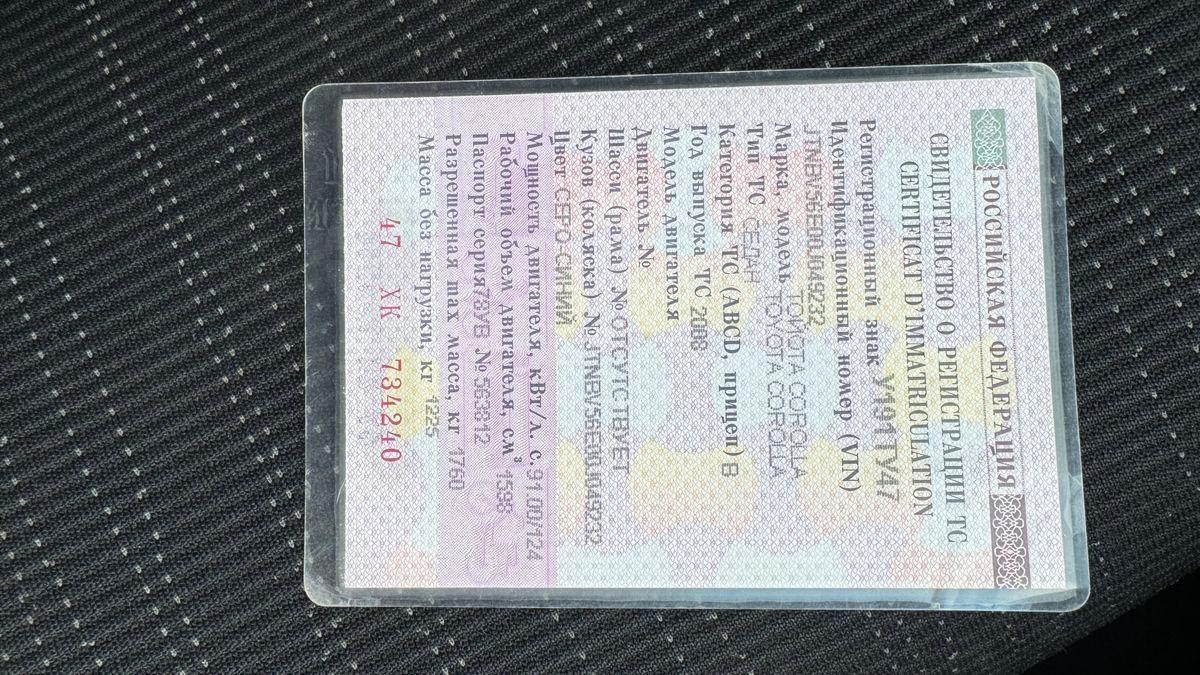 РОССИЙСКАЯ ФЕДЕРАЦИЯ
СВИДЕТЕЛЬСТВО О РЕГИСТРАЦИИ ТС
CERTIFICAT D'IMMATRICULATION
Регистрационный знак У191ТУ/47
Идентификационный номер (VIN)
JTNBV56E00J049232
Марка, модель ТОЙОТА COROLLA
TOYOTA COROLLA
Тип ТС СЕДАН
Категория ТС (ABCD, прицеп) B
Год выпуска ТС 2008
Модель двигателя
Двигатель №
Шасси (рама) № ОТСУТСТВУЕТ
Кузов (коляска) № JTNBV56E00J049232
Цвет СЕРО-СИНИЙ
Мощность двигателя, кВт/л. с. 91.00/124
Рабочий объем двигателя, см³ 1598
Паспорт серия 78УВ № 563812
Разрешенная max масса, кг 1760
Масса без нагрузки, кг 1225
47 ХК 734240